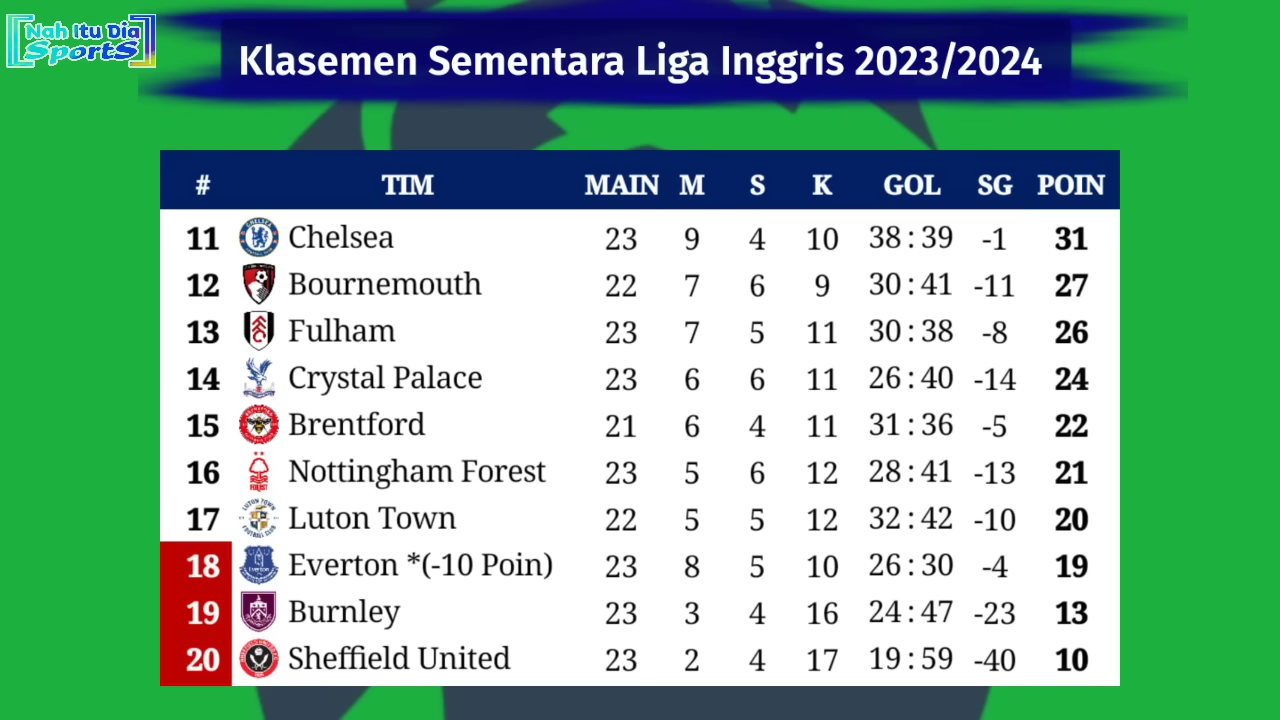 Nah Itu Dia
Sports
Klasemen Sementara Liga Inggris 2023/2024
# TIM MAIN M S K GOL SG POIN
11 Chelsea 23 9 4 10 38:39 -1 31
12 Bournemouth 22 7 6 9 30:41 -11 27
13 Fulham 23 7 5 11 30:38 -8 26
14 Crystal Palace 23 6 6 11 26:40 -14 24
15 Brentford 21 6 4 11 31:36 -5 22
16 Nottingham Forest 23 5 6 12 28:41 -13 21
17 Luton Town 22 5 5 12 32:42 -10 20
18 Everton *(-10 Poin) 23 8 5 10 26:30 -4 19
19 Burnley 23 3 4 16 24:47 -23 13
20 Sheffield United 23 2 4 17 19:59 -40 10